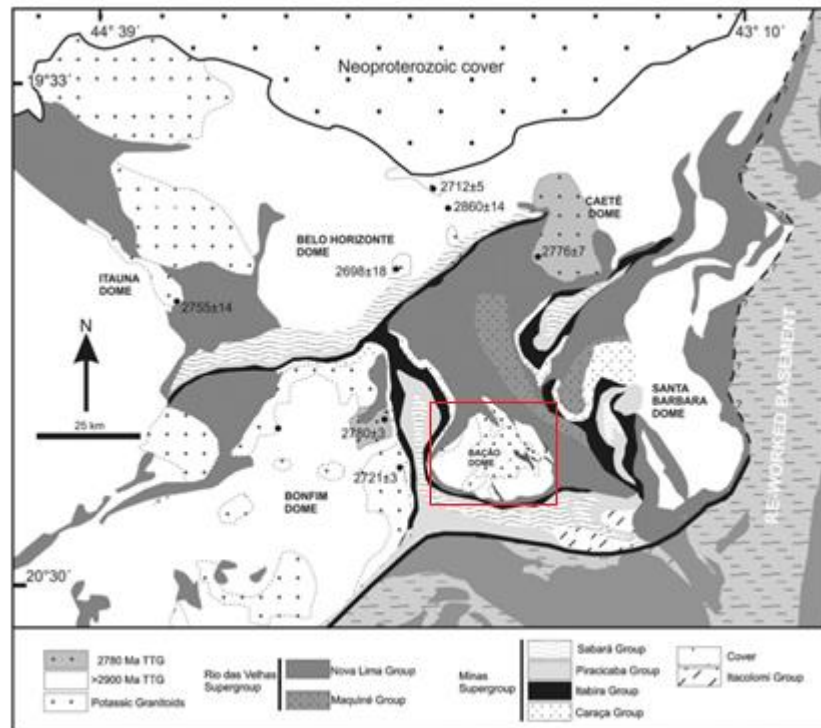 44° 39´
43° 10´
19°33´
Neoproterozoic cover
2712±5
2860±14
CAETÉ
DOME
BELO HORIZONTE
DOME
2776±7
ITAUNA
DOME
2698±18
2755±14
N
25 km
SANTA
BARBARA
DOME
RE-WORKED BASEMENT
2780±3
BAÇÃO
DOME
2721±3
BONFIM
DOME
20°30´
2780 Ma TTG
>2900 Ma TTG
Potassic Granitoids
Rio das Velhas
Supergroup
Nova Lima Group
Maquiné Group
Minas
Supergroup
Sabará Group
Piracicaba Group
Itabira Group
Caraça Group
Cover
Itacolomi Group